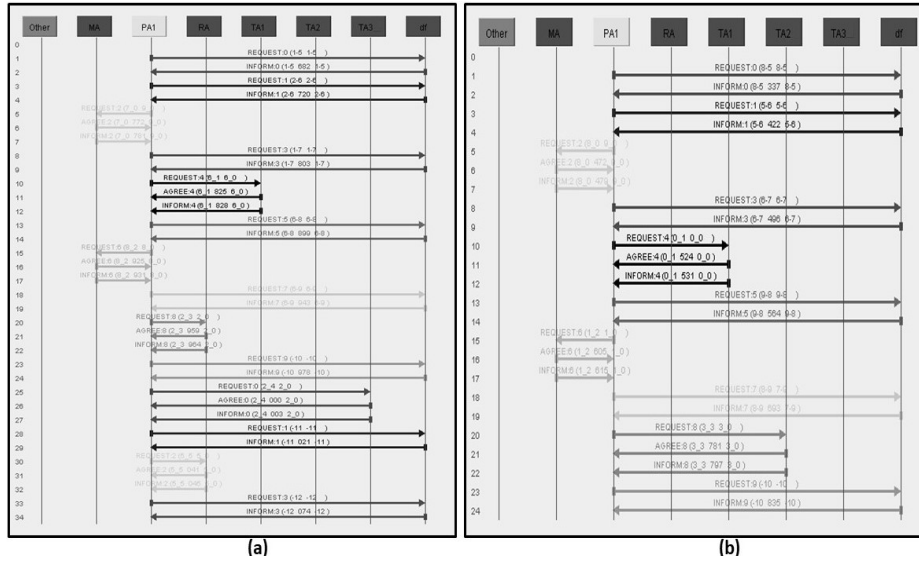 Other MA PA1 RA TA1 TA2 TA3... df
0
1 REQUEST:0 (1-5 1-5 )
2 INFORM:0 (1-5 682 1-5)
3 REQUEST:1 (2-6 2-6 )
4 INFORM:1 (2-6 720 2-6)
5
6
7
8 REQUEST:3 (1-7 1-7 )
9 INFORM:3 (1-7 803 1-7)
10 REQUEST:4 (6_1 6_0 )
11 AGREE:4 (6_1 825 6_0)
12 INFORM:4 (6_1 828 6_0)
13 REQUEST:5 (6-8 6-8 )
14 INFORM:5 (6-8 899 6-8)
15
16
17
18
19
20 REQUEST:8 (2_3 2_0 )
21 AGREE:8 (2_3 959 2_0)
22 INFORM:8 (2_3 964 2_0)
23 REQUEST:9 (-10 -10 )
24 INFORM:9 (-10 978 -10)
25 REQUEST:0 (2_4 2_0 )
26 AGREE:0 (2_4 000 2_0)
27 INFORM:0 (2_4 003 2_0)
28 REQUEST:1 (-11 -11 )
29 INFORM:1 (-11 021 -11)
30
31
32
33 REQUEST:3 (-12 -12 )
34 INFORM:3 (-12 074 -12)
(a)
Other MA PA1 RA TA1 TA2 TA3... df
0
1 REQUEST:0 (8-5 8-5 )
2 INFORM:0 (8-5 337 8-5)
3 REQUEST:1 (5-6 5-6 )
4 INFORM:1 (5-6 422 5-6)
5
6
7
8 REQUEST:3 (6-7 6-7 )
9 INFORM:3 (6-7 496 6-7)
10 REQUEST:4 (0_1 0_0 )
11 AGREE:4 (0_1 524 0_0)
12 INFORM:4 (0_1 531 0_0)
13 REQUEST:5 (9-8 9-8 )
14 INFORM:5 (9-8 564 9-8)
15
16
17
18
19
20 REQUEST:8 (3_3 3_0 )
21 AGREE:8 (3_3 781 3_0)
22 INFORM:8 (3_3 797 3_0)
23 REQUEST:9 (-10 -10 )
24 INFORM:9 (-10 835 -10)
(b)